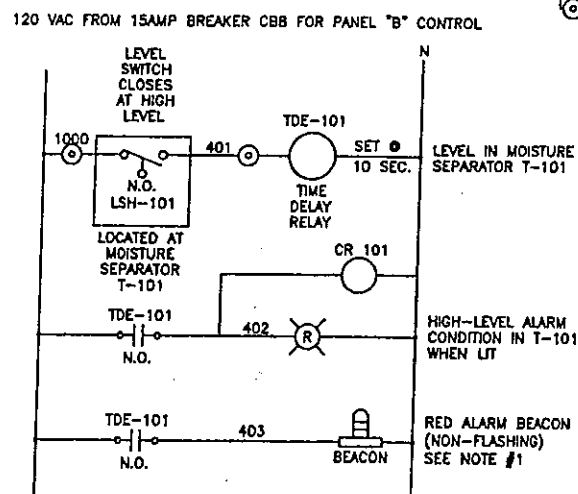 120 VAC FROM 15AMP BREAKER CBB FOR PANEL "B" CONTROL
N
LEVEL
SWITCH
CLOSES
AT HIGH
LEVEL
1000
N.O.
LSH-101
401
TDE-101
SET @
10 SEC.
TIME
DELAY
RELAY
LEVEL IN MOISTURE
SEPARATOR T-101
LOCATED AT
MOISTURE
SEPARATOR
T-101
CR 101
TDE-101
N.O.
402
R
HIGH-LEVEL ALARM
CONDITION IN T-101
WHEN LIT
TDE-101
N.O.
403
BEACON
RED ALARM BEACON
(NON-FLASHING)
SEE NOTE #1